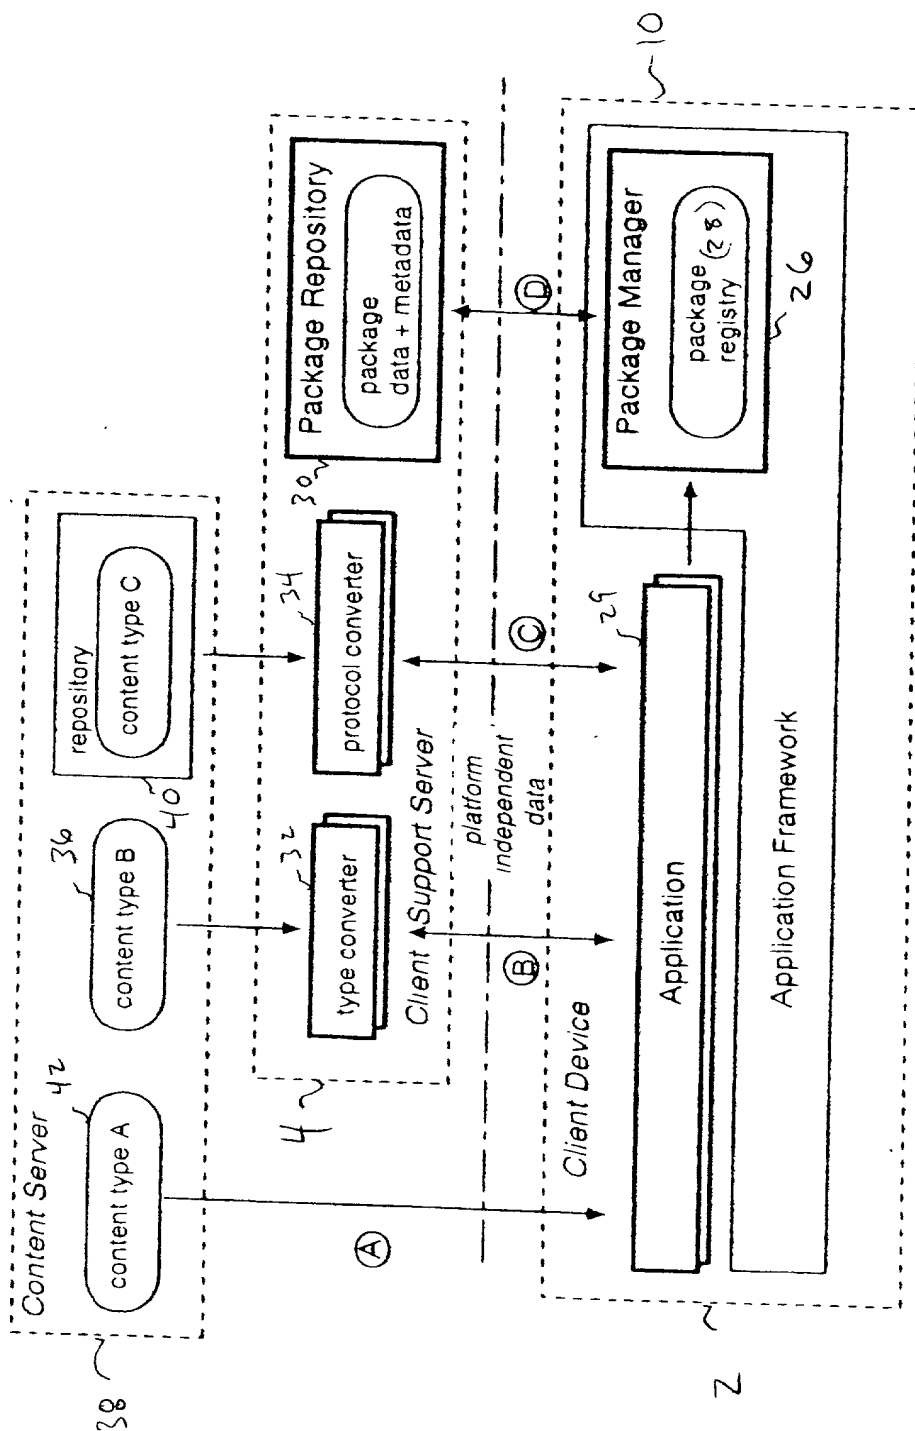 Content Server
38
content type A
42
content type B
36
repository
content type C
40
4
type converter
32
protocol converter
34
Client Support Server
Package Repository
package
data + metadata
30
platform
independent
data
A
B
C
D
Client Device
2
Application
29
Application Framework
Package Manager
package
registry (28)
26
10